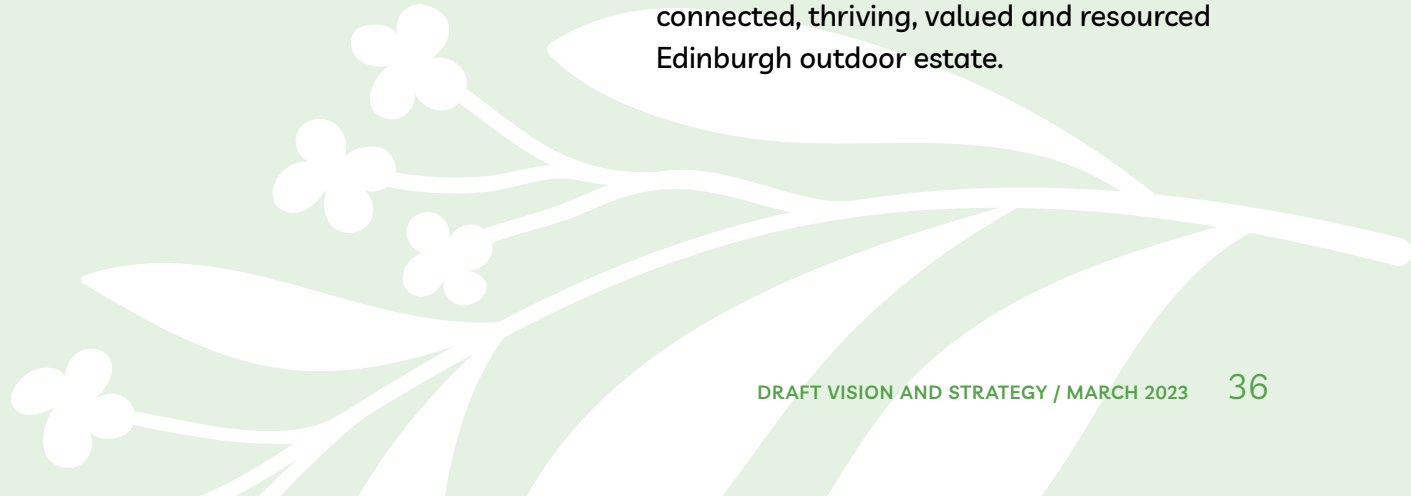 connected, thriving, valued and resourced
Edinburgh outdoor estate.
DRAFT VISION AND STRATEGY / MARCH 2023 36